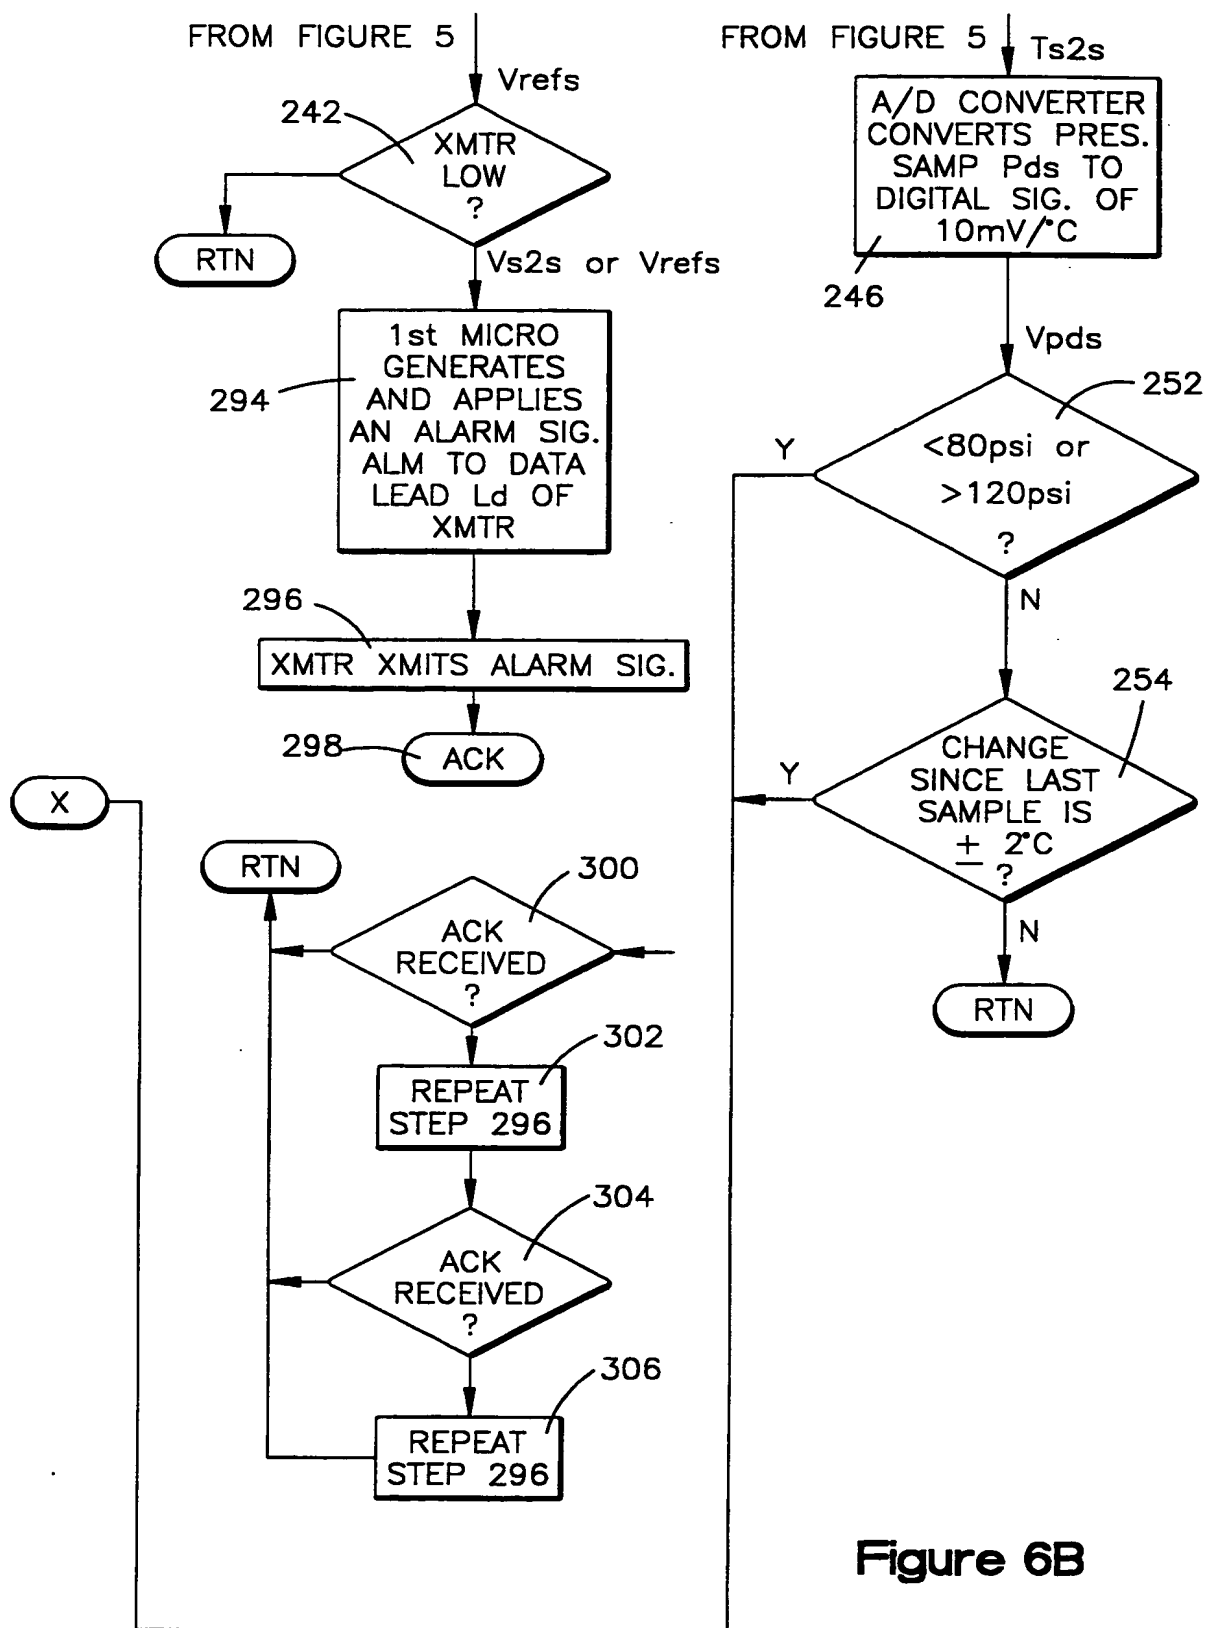 FROM FIGURE 5
Vrefs
242
XMTR
LOW
?
RTN
Vs2s or Vrefs
1st MICRO
GENERATES
AND APPLIES
AN ALARM SIG.
ALM TO DATA
LEAD Ld OF
XMTR
294
296
XMTR XMITS ALARM SIG.
298
ACK
X
RTN
300
ACK
RECEIVED
?
302
REPEAT
STEP 296
304
ACK
RECEIVED
?
306
REPEAT
STEP 296
FROM FIGURE 5
Ts2s
A/D CONVERTER
CONVERTS PRES.
SAMP Pds TO
DIGITAL SIG. OF
10mV/°C
246
Vpds
252
<80psi or
>120psi
?
Y
N
254
CHANGE
SINCE LAST
SAMPLE IS
± 2°C
?
Y
N
RTN
Figure 6B